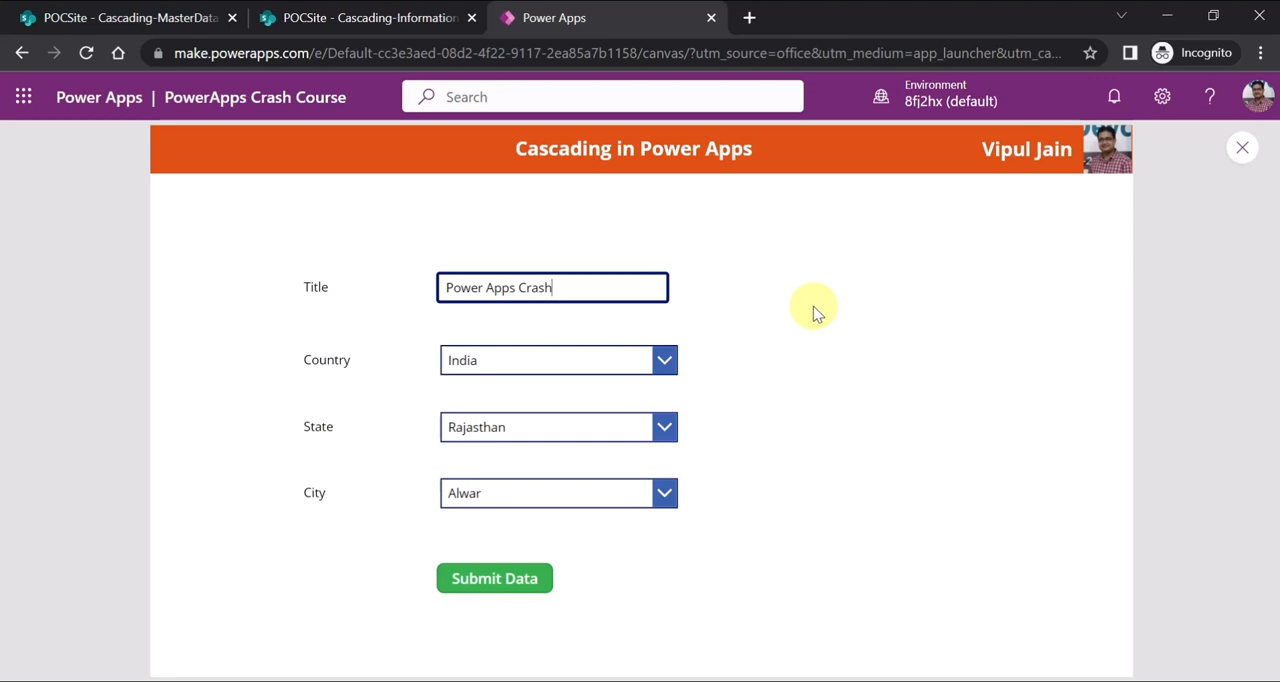 POCSite - Cascading-MasterData
POCSite - Cascading-Information
Power Apps
make.powerapps.com/e/Default-cc3e3aed-08d2-4f22-9117-2ea85a7b1158/canvas/?utm_source=office&utm_medium=app_launcher&utm_ca...
Incognito
Power Apps | PowerApps Crash Course
Search
Environment
8fj2hx (default)
Cascading in Power Apps
Vipul Jain
Title
Power Apps Crash
Country
India
State
Rajasthan
City
Alwar
Submit Data